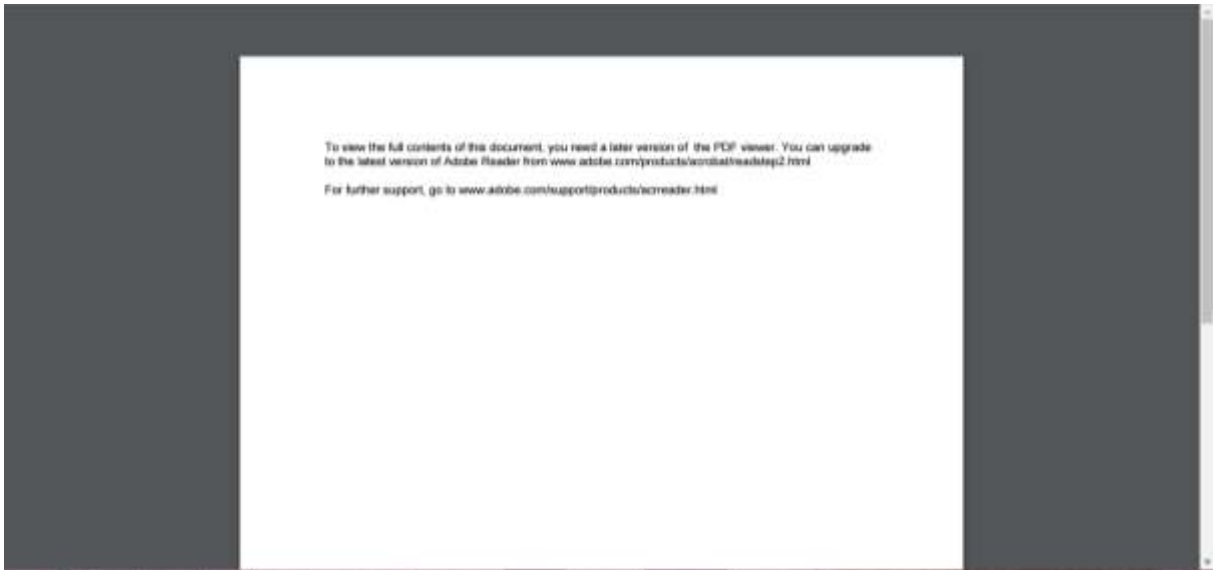 To view the full contents of this document, you need a later version of the PDF viewer. You can upgrade
to the latest version of Adobe Reader from www.adobe.com/products/acrobat/readstep2.html
For further support, go to www.adobe.com/support/products/acrreader.html